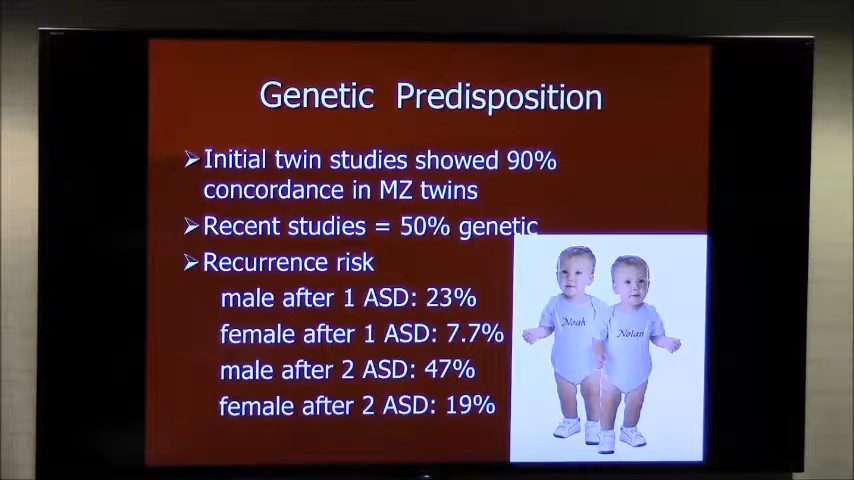 Genetic Predisposition
➢Initial twin studies showed 90%
concordance in MZ twins
➢Recent studies = 50% genetic
➢Recurrence risk
male after 1 ASD: 23%
female after 1 ASD: 7.7%
male after 2 ASD: 47%
female after 2 ASD: 19%
Noah
Nolan